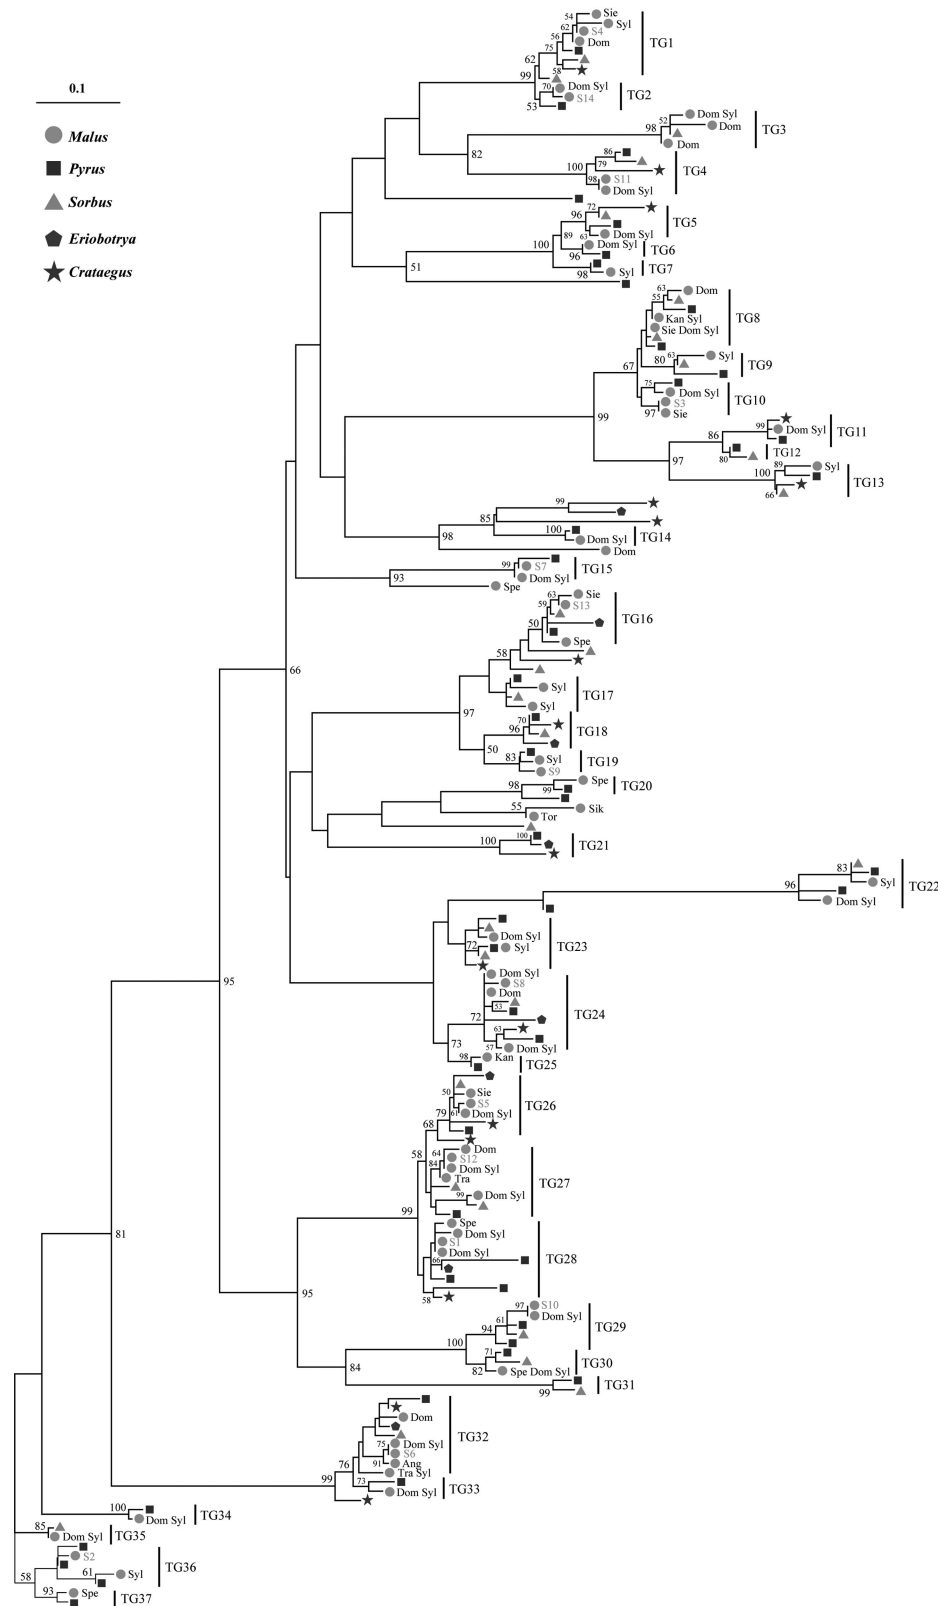 Sie
54
Syl
62
S4
56
Dom
TG1
75
62
58
99
70
Dom Syl
S14
TG2
53
0.1
Malus
Pyrus
Sorbus
Eriobotrya
Crataegus
52
Dom Syl
Dom
98
TG3
Dom
82
86
79
100
TG4
98
S11
Dom Syl
72
96
TG5
89
63
Dom Syl
100
Dom Syl
TG6
96
51
98
Syl
TG7
63
Dom
55
Kan Syl
TG8
Sie Dom Syl
67
63
Syl
80
TG9
75
Dom Syl
S3
TG10
97
Sie
99
99
Dom Syl
TG11
86
80
TG12
97
89
Syl
100
TG13
66
99
85
100
Dom Syl
TG14
98
Dom
99
S7
TG15
93
Dom Syl
Spe
63
Sie
59
S13
TG16
50
Spe
58
66
Syl
TG17
Syl
97
70
96
TG18
50
83
Syl
TG19
S9
98
Spe
99
TG20
55
Sik
Tor
100
100
TG21
83
96
Syl
TG22
Dom Syl
Dom Syl
72
Syl
TG23
Dom Syl
S8
95
Dom
53
72
TG24
63
73
57
Dom Syl
98
Kan
TG25
50
Sie
S5
TG26
79
61
Dom Syl
68
58
64
Dom
S12
84
Dom Syl
Tra
TG27
99
Dom Syl
99
Spe
Dom Syl
S1
Dom Syl
66
TG28
81
95
58
97
S10
61
Dom Syl
94
TG29
100
71
84
82
Spe Dom Syl
TG30
99
TG31
Dom
75
Dom Syl
TG32
S6
91
Ang
76
Tra Syl
99
73
Dom Syl
TG33
100
Dom Syl
TG34
85
Dom Syl
TG35
S2
61
Syl
TG36
58
93
Spe
TG37